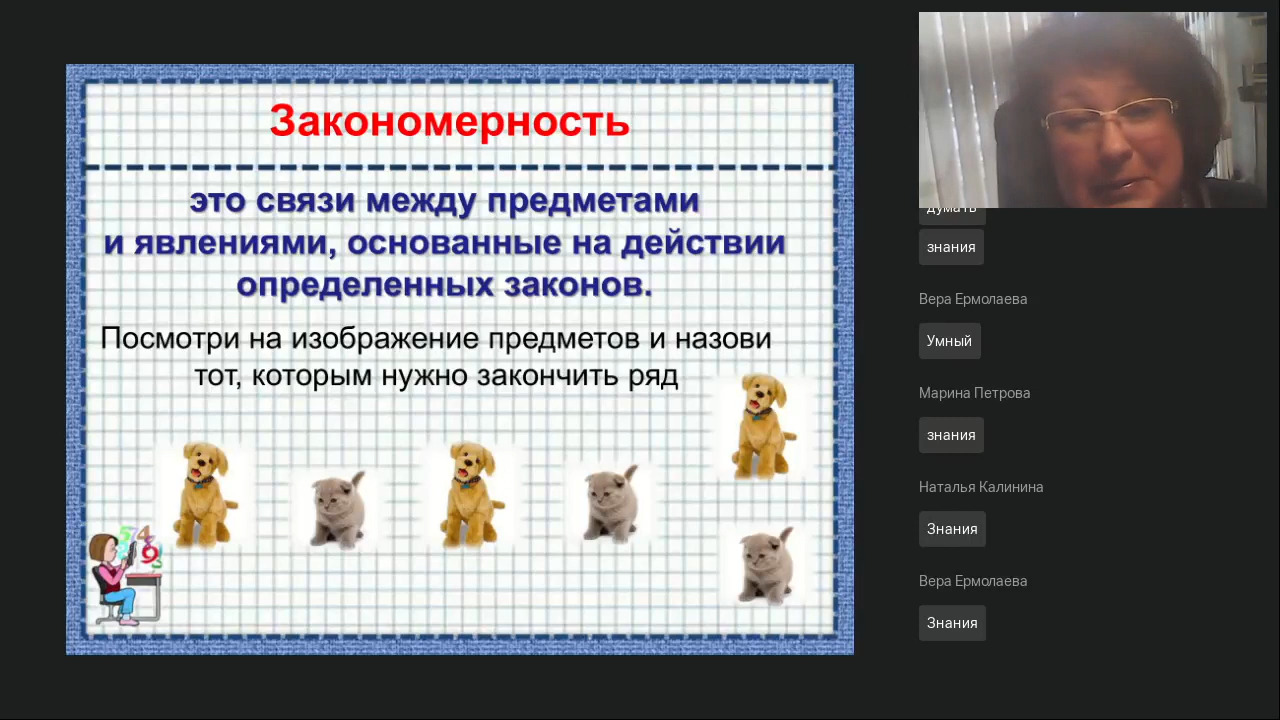 Закономерность
это связи между предметами
и явлениями, основанные на действии
определенных законов.
Посмотри на изображение предметов и назови
тот, которым нужно закончить ряд
думать
знания
Вера Ермолаева
Умный
Марина Петрова
знания
Наталья Калинина
Знания
Вера Ермолаева
Знания